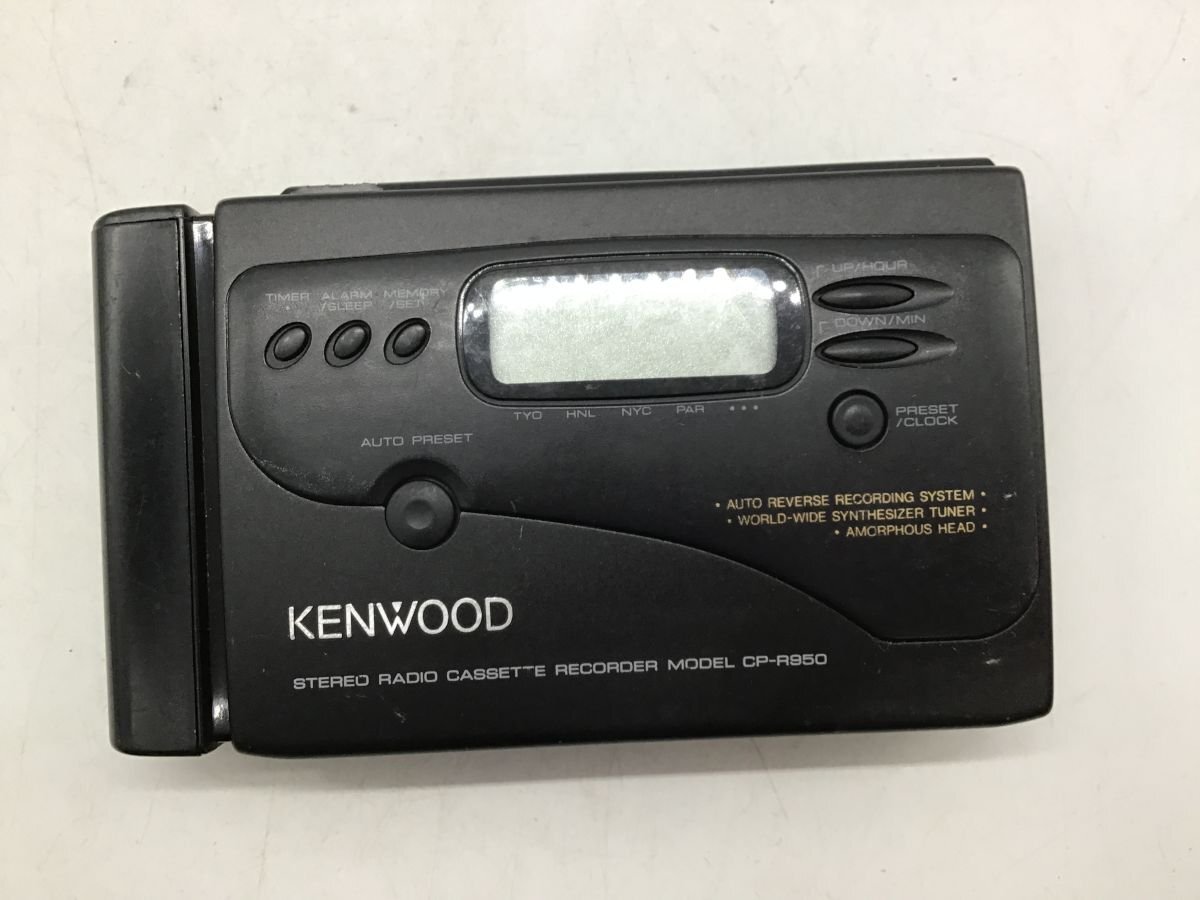 TIMER ALARM /SLEEP MEMORY /SET
UP/HOUR
DOWN/MIN
TYO HNL NYC PAR •••
PRESET
/CLOCK
AUTO PRESET
• AUTO REVERSE RECORDING SYSTEM •
• WORLD-WIDE SYNTHESIZER TUNER •
• AMORPHOUS HEAD •
KENWOOD
STEREO RADIO CASSETTE RECORDER MODEL CP-R950